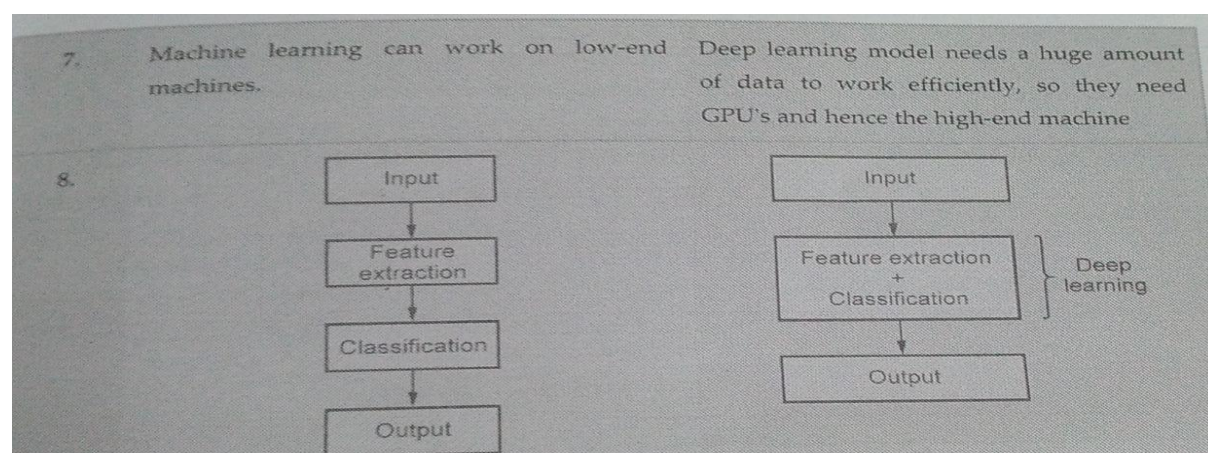 7. Machine learning can work on low-end
machines.
Deep learning model needs a huge amount
of data to work efficiently, so they need
GPU's and hence the high-end machine
8.
Input
Feature
extraction
Classification
Output
Input
Feature extraction
+
Classification
Deep
learning
Output